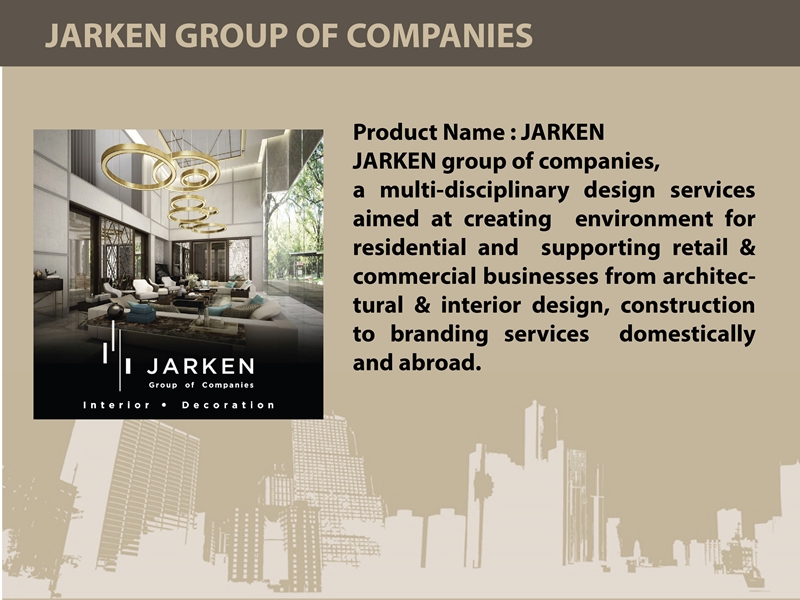 JARKEN GROUP OF COMPANIES
Product Name : JARKEN
JARKEN group of companies,
a multi-disciplinary design services
aimed at creating environment for
residential and supporting retail &
commercial businesses from architec-
tural & interior design, construction
to branding services domestically
and abroad.
JARKEN
Group of Companies
Interior • Decoration